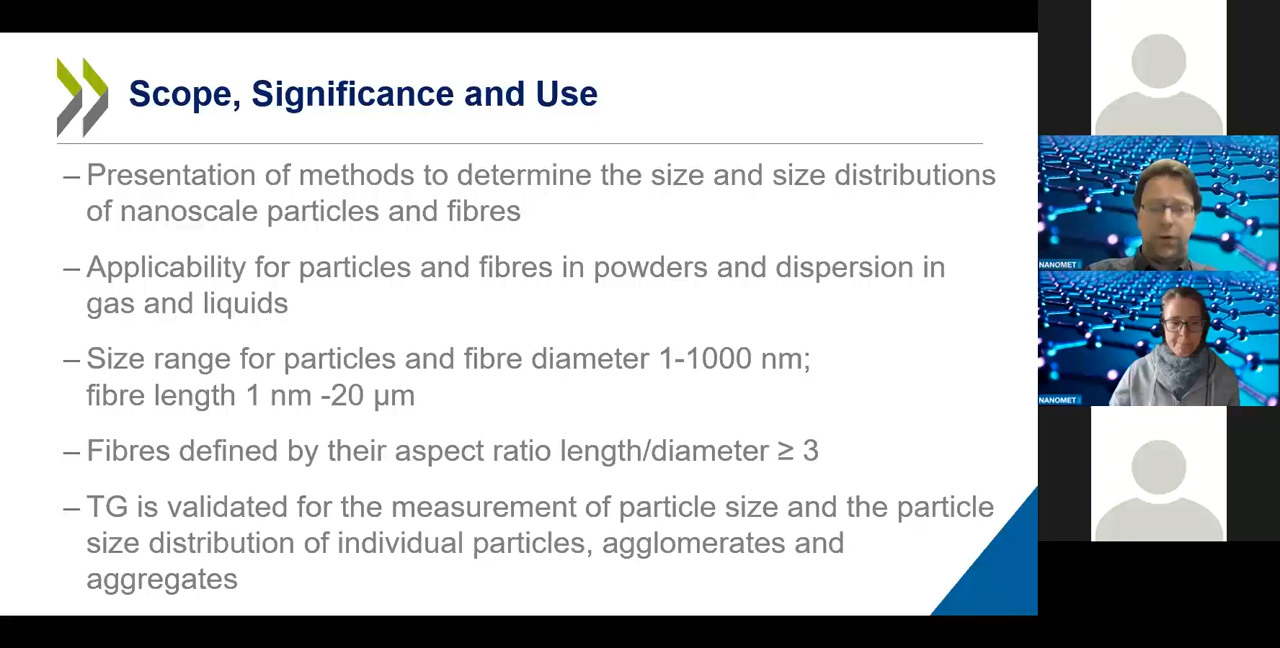 Scope, Significance and Use
– Presentation of methods to determine the size and size distributions
of nanoscale particles and fibres
– Applicability for particles and fibres in powders and dispersion in
gas and liquids
– Size range for particles and fibre diameter 1-1000 nm;
fibre length 1 nm -20 μm
– Fibres defined by their aspect ratio length/diameter ≥ 3
– TG is validated for the measurement of particle size and the particle
size distribution of individual particles, agglomerates and
aggregates
NANOMET
NANOMET